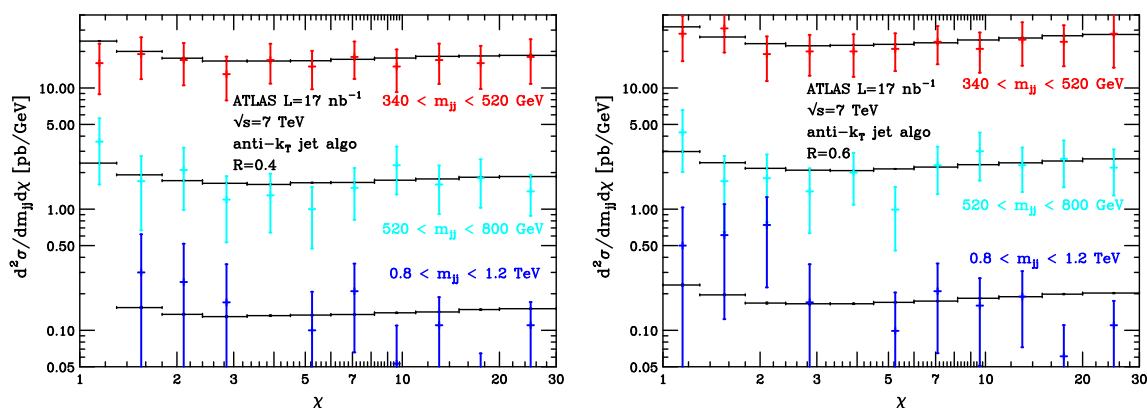 d²σ/dm_jj dχ [pb/GeV]
10.00
5.00
1.00
0.50
0.10
0.05
ATLAS L=17 nb⁻¹
√s=7 TeV
anti-k_T jet algo
R=0.4
340 < m_jj < 520 GeV
520 < m_jj < 800 GeV
0.8 < m_jj < 1.2 TeV
1 2 3 5 7 10 20 30
χ
d²σ/dm_jj dχ [pb/GeV]
10.00
5.00
1.00
0.50
0.10
0.05
ATLAS L=17 nb⁻¹
√s=7 TeV
anti-k_T jet algo
R=0.6
340 < m_jj < 520 GeV
520 < m_jj < 800 GeV
0.8 < m_jj < 1.2 TeV
1 2 3 5 7 10 20 30
χ